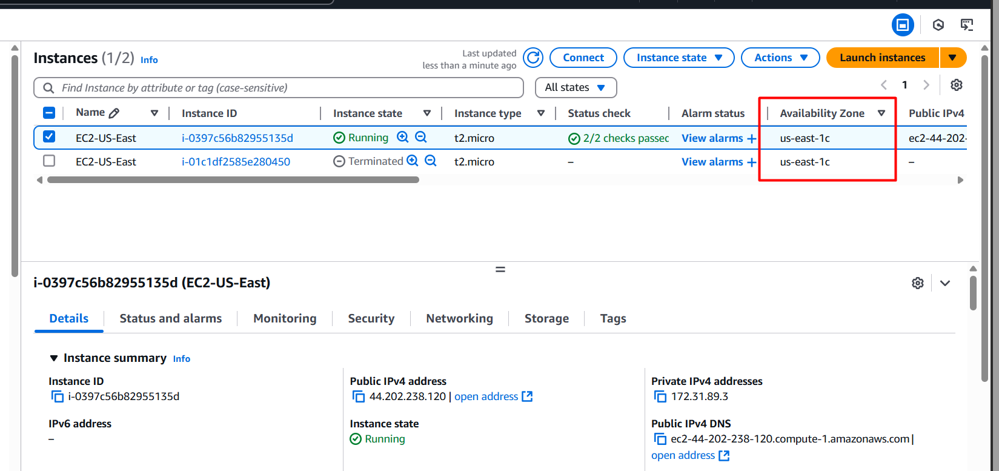 Instances (1/2) Info
Last updated
less than a minute ago
Connect
Instance state
Actions
Launch instances
Find Instance by attribute or tag (case-sensitive)
All states
1
Name Instance ID Instance state Instance type Status check Alarm status Availability Zone Public IPv4
EC2-US-East i-0397c56b82955135d Running t2.micro 2/2 checks passed View alarms + us-east-1c ec2-44-202-
EC2-US-East i-01c1df2585e280450 Terminated t2.micro – View alarms + us-east-1c –
i-0397c56b82955135d (EC2-US-East)
Details Status and alarms Monitoring Security Networking Storage Tags
Instance summary Info
Instance ID
i-0397c56b82955135d
Public IPv4 address
44.202.238.120 | open address
Private IPv4 addresses
172.31.89.3
IPv6 address
–
Instance state
Running
Public IPv4 DNS
ec2-44-202-238-120.compute-1.amazonaws.com |
open address